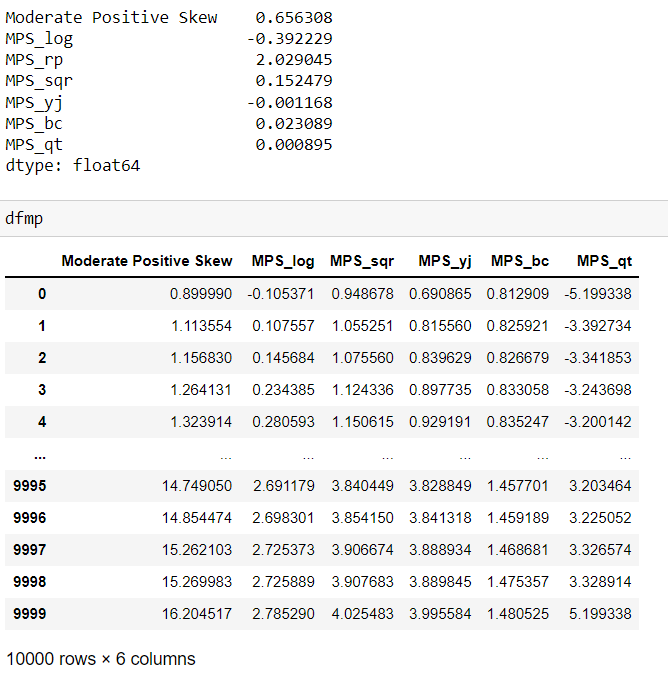 Moderate Positive Skew 0.656308
MPS_log -0.392229
MPS_rp 2.029045
MPS_sqr 0.152479
MPS_yj -0.001168
MPS_bc 0.023089
MPS_qt 0.000895
dtype: float64
dfmp
Moderate Positive Skew MPS_log MPS_sqr MPS_yj MPS_bc MPS_qt
0 0.899990 -0.105371 0.948678 0.690865 0.812909 -5.199338
1 1.113554 0.107557 1.055251 0.815560 0.825921 -3.392734
2 1.156830 0.145684 1.075560 0.839629 0.826679 -3.341853
3 1.264131 0.234385 1.124336 0.897735 0.833058 -3.243698
4 1.323914 0.280593 1.150615 0.929191 0.835247 -3.200142
... ... ... ... ... ... ...
9995 14.749050 2.691179 3.840449 3.828849 1.457701 3.203464
9996 14.854474 2.698301 3.854150 3.841318 1.459189 3.225052
9997 15.262103 2.725373 3.906674 3.888934 1.468681 3.326574
9998 15.269983 2.725889 3.907683 3.889845 1.475357 3.328914
9999 16.204517 2.785290 4.025483 3.995584 1.480525 5.199338
10000 rows × 6 columns